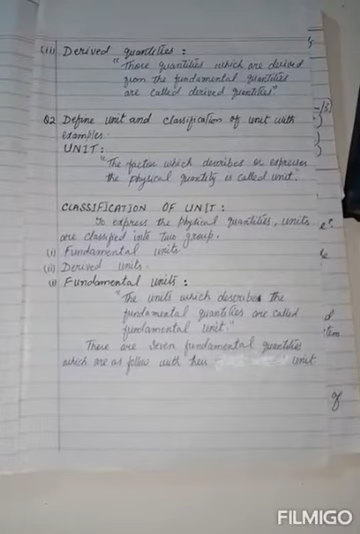 (ii) Derived quantities :
"Those quantities which are derived
from the fundamental quantities
are called derived quantities"
Q2 Define unit and classification of unit with
examples.
UNIT :
"The factor which describes or expresses
the physical quantity is called unit."
CLASSIFICATION OF UNIT :
To express the physical quantities, units
are classified into two group.
(i) Fundamental units
(ii) Derived units.
(i) Fundamental units :
"The units which describes the
fundamental quantities are called
fundamental unit."
There are seven fundamental quantities
which are as follow with their unit
FILMIGO